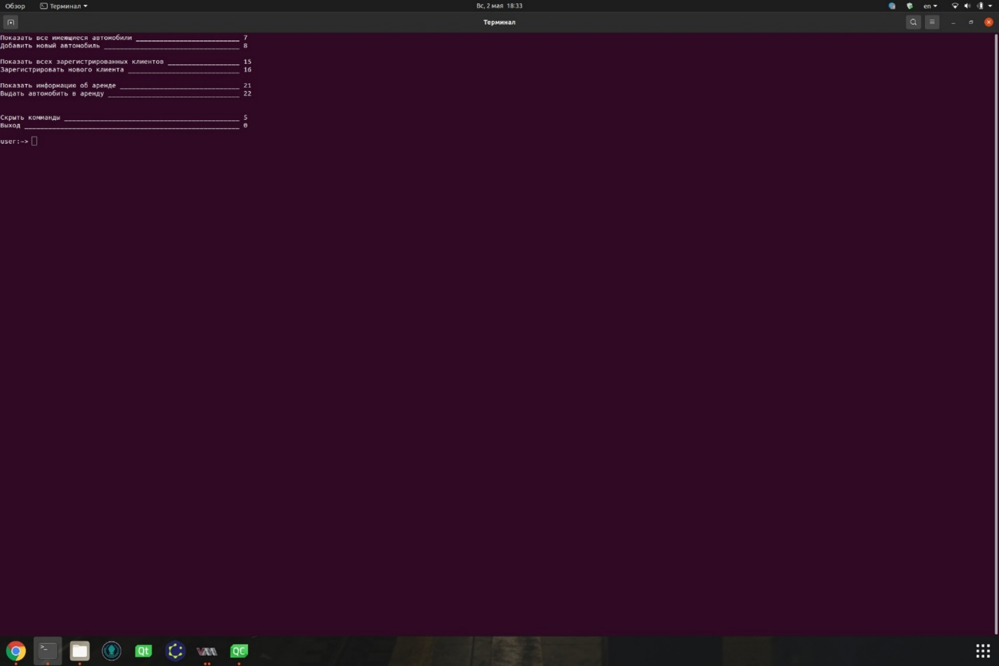 Обзор
Терминал
Вс, 2 мая 18:33
en
Терминал
Показать все имеющиеся автомобили __________________________ 7
Добавить новый автомобиль __________________________________ 8
Показать всех зарегистрированных клиентов __________________ 15
Зарегистрировать нового клиента ____________________________ 16
Показать информацию об аренде ______________________________ 21
Выдать автомобить в аренду _________________________________ 22
Скрыть комманды ____________________________________________ 5
Выход ______________________________________________________ 0
user:~>
>_
Qt
QC